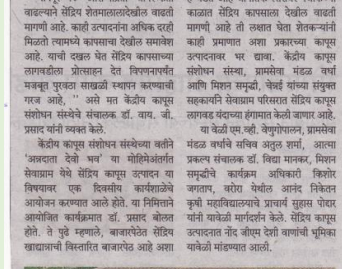 वाढल्याने सेंद्रिय शेतमालालादेखील वाढती
मागणी आहे. काही उत्पादनांना अधिक दरही
मिळतो त्यामध्ये कापसाचा देखील समावेश
आहे. याची दखल घेत सेंद्रिय कापसाच्या
लागवडीला प्रोत्साहन देत विपणनापर्यंत
मजबूत पुरवठा साखळी स्थापन करण्याची
गरज आहे, '' असे मत केंद्रीय कापूस
संशोधन संस्थेचे संचालक डॉ. वाय. जी.
प्रसाद यांनी व्यक्त केले.
केंद्रीय कापूस संशोधन संस्थेच्या वतीने
'अन्नदाता देवो भव' या मोहिमेअंतर्गत
सेवाग्राम येथे सेंद्रिय कापूस उत्पादन या
विषयावर एक दिवसीय कार्यशाळेचे
आयोजन करण्यात आले होते. या निमित्ताने
आयोजित कार्यक्रमात डॉ. प्रसाद बोलत
होते. ते पुढे म्हणाले, बाजारपेठेत सेंद्रिय
खाद्यान्नाची विस्तारित बाजारपेठ आहे अशा
काळात सेंद्रिय कापसाला देखील वाढती
मागणी आहे ती लक्षात घेता शेतकऱ्यांनी
काही प्रमाणात अशा प्रकारच्या कापूस
उत्पादनावर भर द्यावा. केंद्रीय कापूस
संशोधन संस्था, ग्रामसेवा मंडळ वर्धा
आणि मिशन समृद्धी, चेन्नई यांच्या संयुक्त
सहकार्याने सेवाग्राम परिसरात सेंद्रिय कापूस
लागवड यंदाच्या हंगामात केली जाणार आहे.
या वेळी एम.व्ही. वेणुगोपालन, ग्रामसेवा
मंडळ वर्धाचे सचिव अतुल शर्मा, आत्मा
प्रकल्प संचालक डॉ. विद्या मानकर, मिशन
समृद्धीचे कार्यक्रम अधिकारी किशोर
जगताप, वरोरा येथील आनंद निकेतन
कृषी महाविद्यालयाचे प्राचार्य सुहास पोदार
यांनी यावेळी मार्गदर्शन केले. सेंद्रिय कापूस
उत्पादनात नॉद जीएम देशी वाणांची भूमिका
यावेळी मांडण्यात आली.